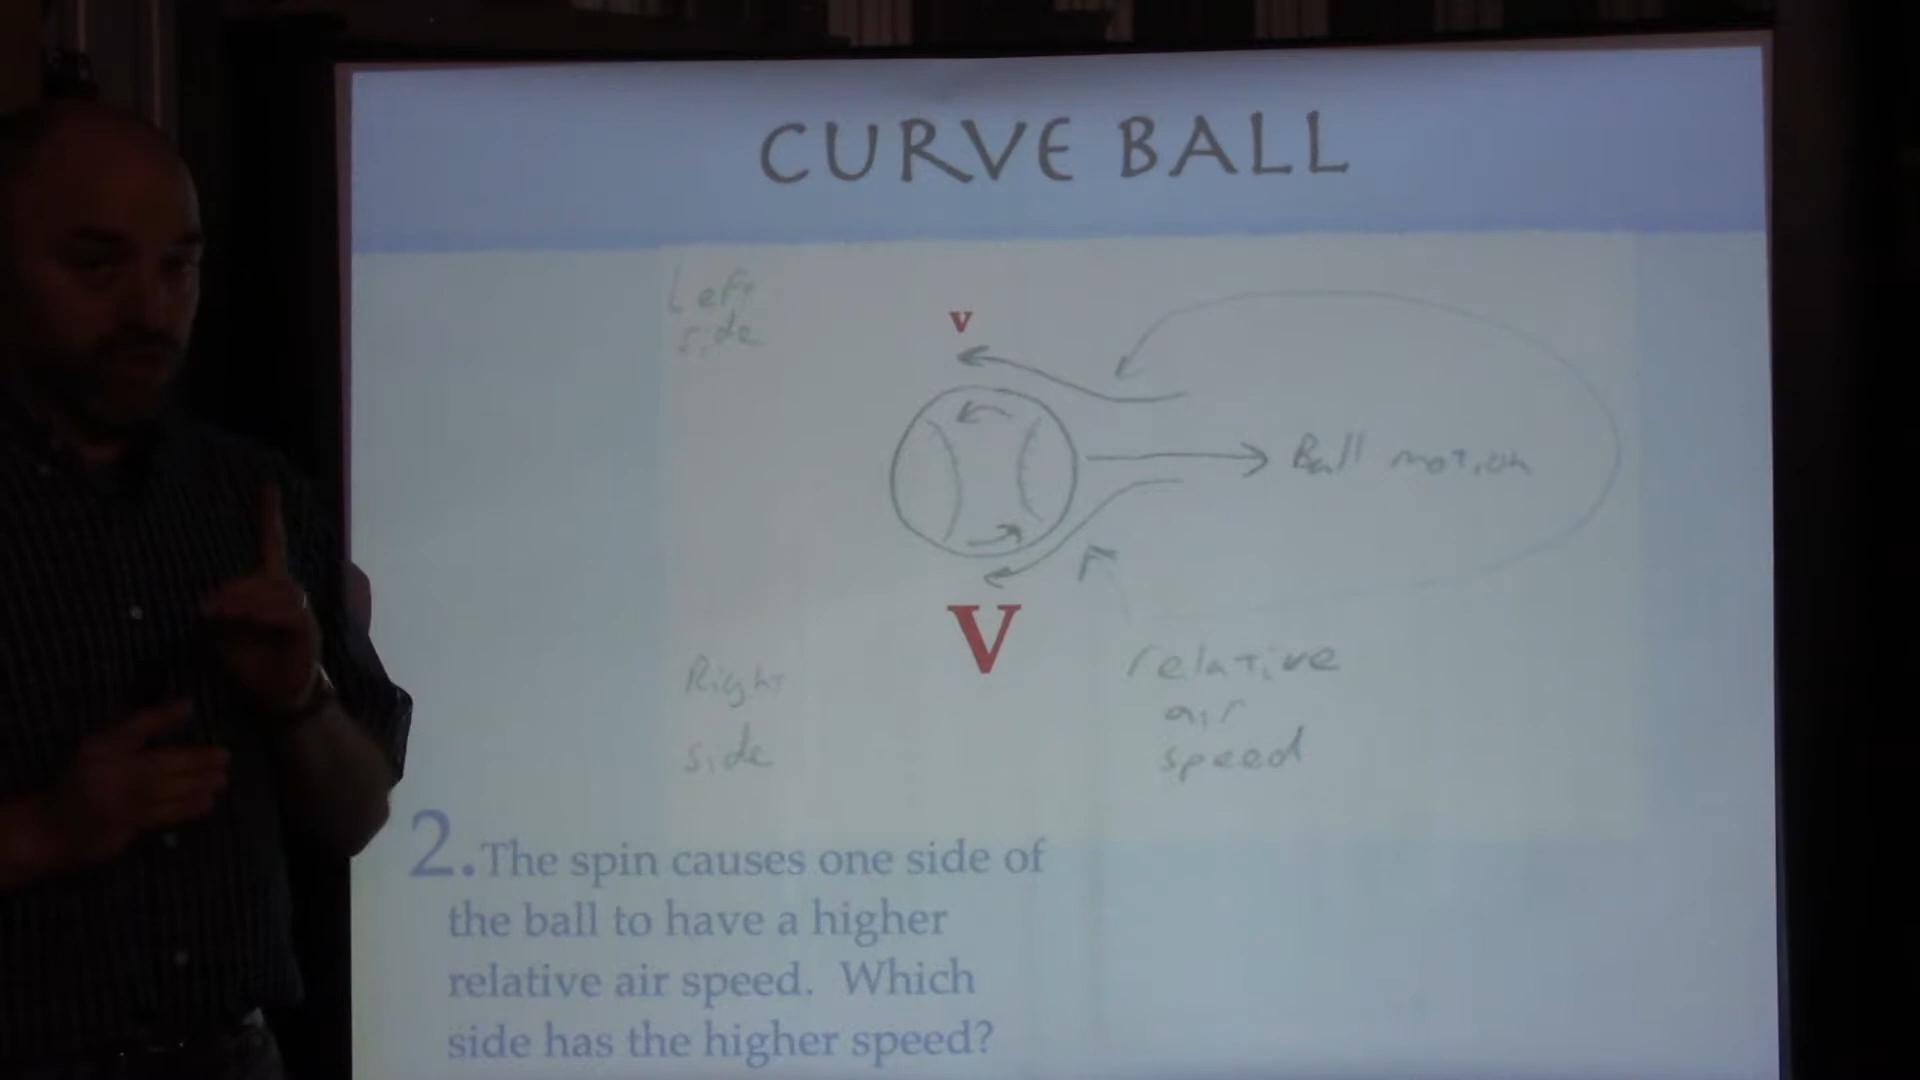 CURVE BALL
Left
side
v
Ball motion
V
Right
side
relative
air
speed
2. The spin causes one side of
the ball to have a higher
relative air speed. Which
side has the higher speed?